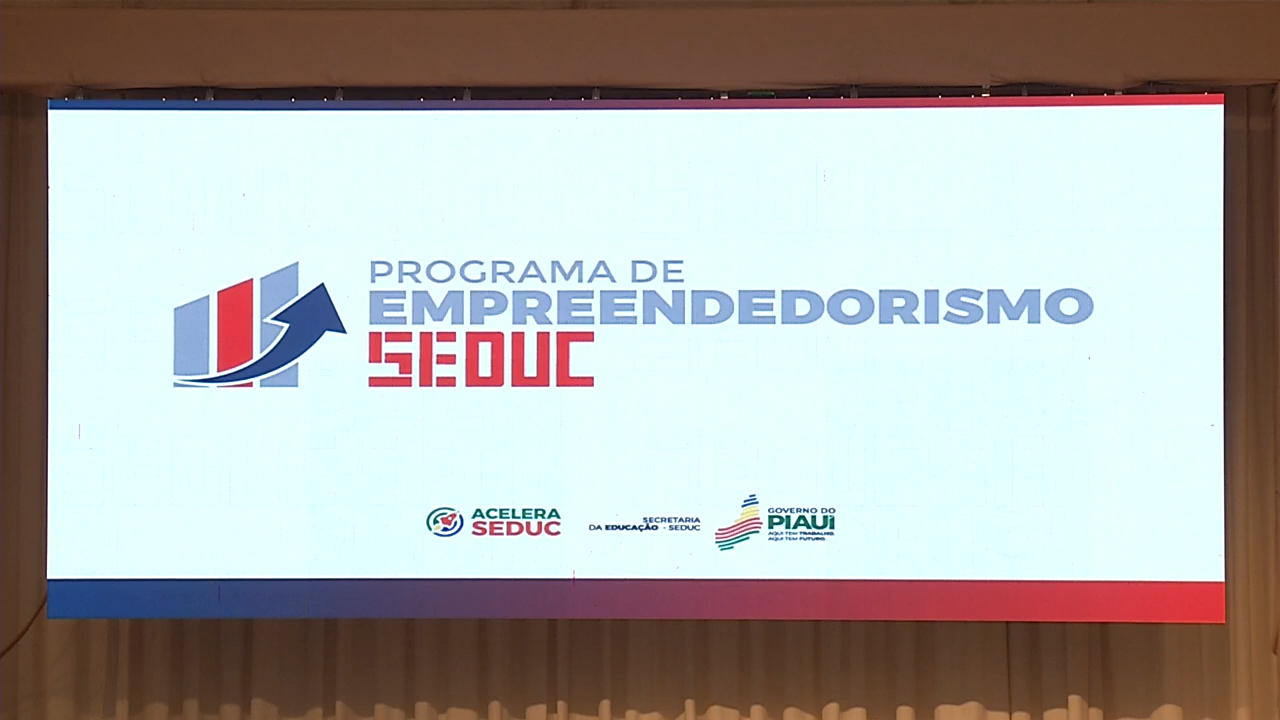 PROGRAMA DE
EMPREENDEDORISMO
SEDUC
ACELERA
SEDUC
SECRETARIA
DA EDUCAÇÃO - SEDUC
GOVERNO DO
PIAUÍ
AQUI TEM TRABALHO.
AQUI TEM FUTURO.